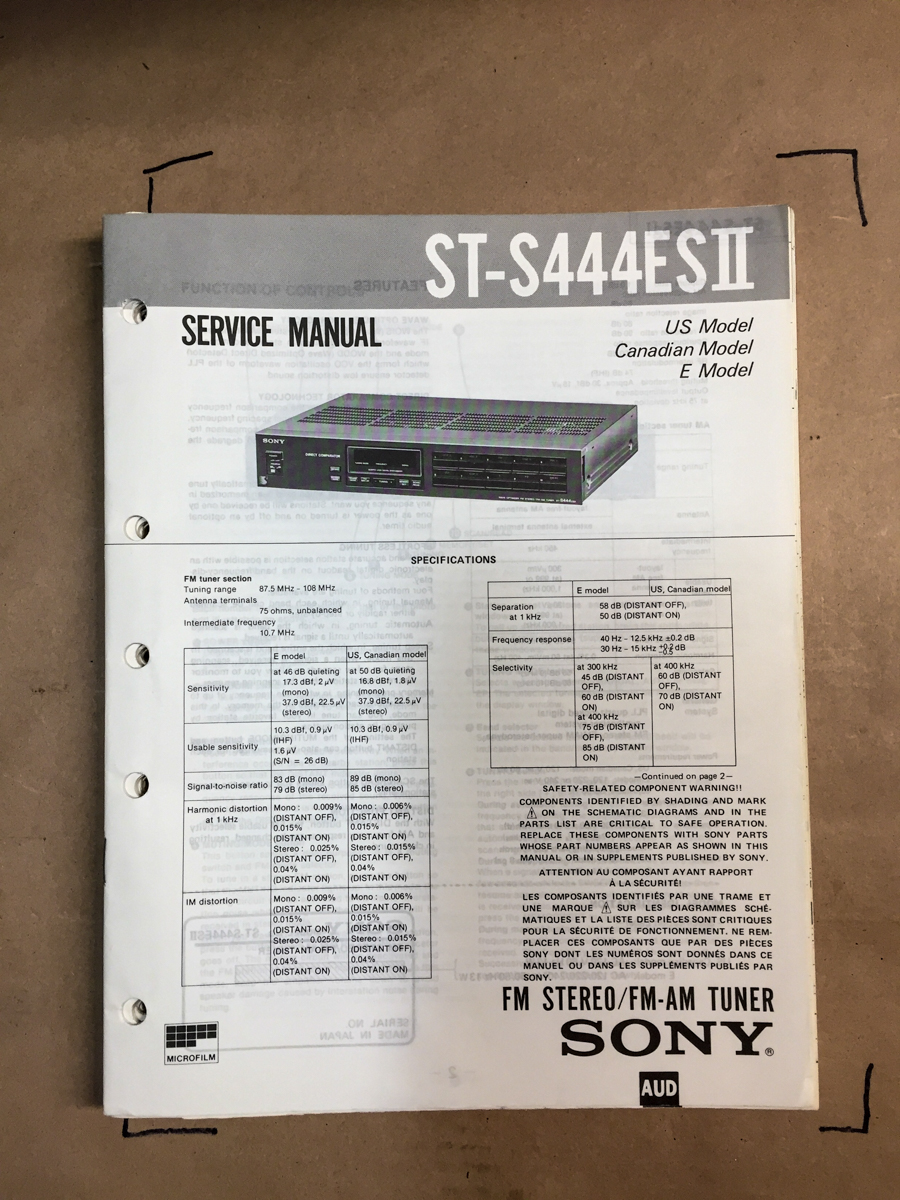 ST-S444ESII
SERVICE MANUAL
US Model
Canadian Model
E Model
SONY
DIRECT COMPARATOR
SPECIFICATIONS
FM tuner section
Tuning range 87.5 MHz - 108 MHz
Antenna terminals
75 ohms, unbalanced
Intermediate frequency
10.7 MHz
E model US, Canadian model
Sensitivity
at 46 dB quieting at 50 dB quieting
17.3 dBf, 2 μV 16.8 dBf, 1.8 μV
(mono) (mono)
37.9 dBf, 22.5 μV 37.9 dBf, 22.5 μV
(stereo) (stereo)
Usable sensitivity
10.3 dBf, 0.9 μV 10.3 dBf, 0.9 μV
(IHF) (IHF)
1.6 μV
(S/N = 26 dB)
Signal-to-noise ratio
83 dB (mono) 89 dB (mono)
79 dB (stereo) 85 dB (stereo)
Harmonic distortion
at 1 kHz
Mono : 0.009% Mono : 0.006%
(DISTANT OFF), (DISTANT OFF),
0.015% 0.015%
(DISTANT ON) (DISTANT ON)
Stereo : 0.025% Stereo : 0.015%
(DISTANT OFF), (DISTANT OFF),
0.04% 0.04%
(DISTANT ON) (DISTANT ON)
IM distortion
Mono : 0.009% Mono : 0.006%
(DISTANT OFF), (DISTANT OFF),
0.015% 0.015%
(DISTANT ON) (DISTANT ON)
Stereo : 0.025% Stereo : 0.015%
(DISTANT OFF), (DISTANT OFF),
0.04% 0.04%
(DISTANT ON) (DISTANT ON)
E model US, Canadian model
Separation
at 1 kHz
58 dB (DISTANT OFF),
50 dB (DISTANT ON)
Frequency response
40 Hz - 12.5 kHz ±0.2 dB
30 Hz - 15 kHz +0.2 -0.5 dB
Selectivity
at 300 kHz at 400 kHz
45 dB (DISTANT 60 dB (DISTANT
OFF), OFF),
60 dB (DISTANT 70 dB (DISTANT
ON) ON)
at 400 kHz
75 dB (DISTANT
OFF),
85 dB (DISTANT
ON)
—Continued on page 2—
SAFETY-RELATED COMPONENT WARNING!!
COMPONENTS IDENTIFIED BY SHADING AND MARK
⚠ ON THE SCHEMATIC DIAGRAMS AND IN THE
PARTS LIST ARE CRITICAL TO SAFE OPERATION.
REPLACE THESE COMPONENTS WITH SONY PARTS
WHOSE PART NUMBERS APPEAR AS SHOWN IN THIS
MANUAL OR IN SUPPLEMENTS PUBLISHED BY SONY.
ATTENTION AU COMPOSANT AYANT RAPPORT
À LA SÉCURITÉ!
LES COMPOSANTS IDENTIFIÉS PAR UNE TRAME ET
UNE MARQUE ⚠ SUR LES DIAGRAMMES SCHÉ-
MATIQUES ET LA LISTE DES PIÈCES SONT CRITIQUES
POUR LA SÉCURITÉ DE FONCTIONNEMENT. NE REM-
PLACER CES COMPOSANTS QUE PAR DES PIÈCES
SONY DONT LES NUMÉROS SONT DONNÉS DANS CE
MANUEL OU DANS LES SUPPLÉMENTS PUBLIÉS PAR
SONY.
FM STEREO/FM-AM TUNER
SONY®
MICROFILM
AUD